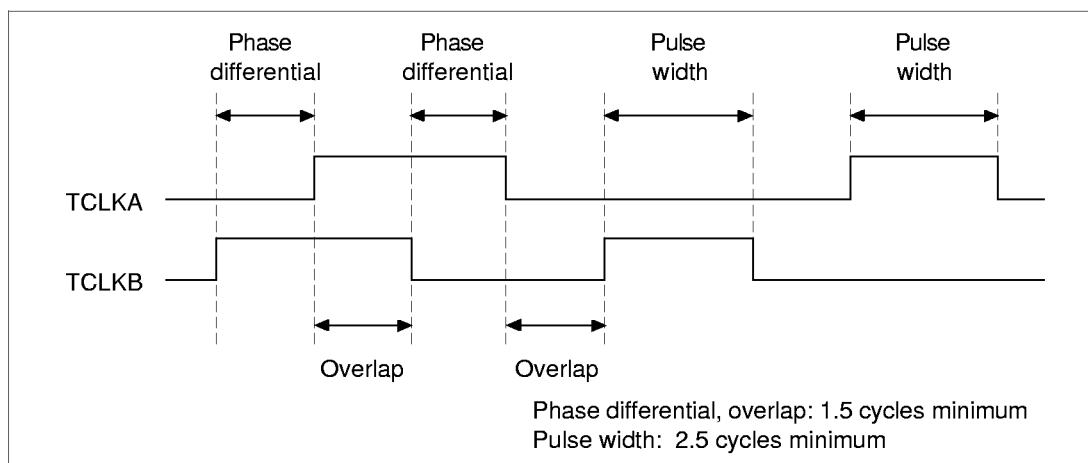 Phase
differential
Phase
differential
Pulse
width
Pulse
width
TCLKA
TCLKB
Overlap
Overlap
Phase differential, overlap: 1.5 cycles minimum
Pulse width: 2.5 cycles minimum